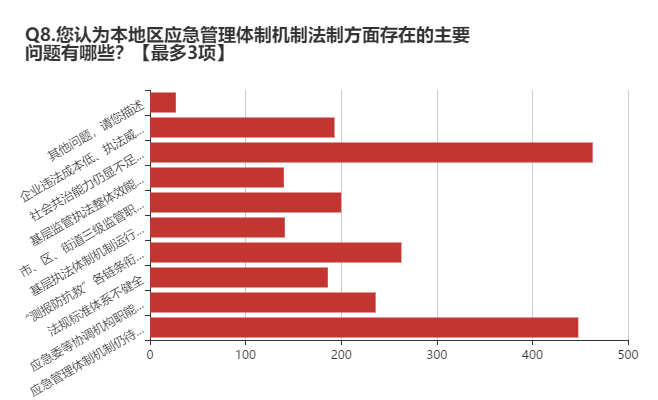 Q8.您认为本地区应急管理体制机制法制方面存在的主要
问题有哪些？【最多3项】
其他问题，请您描述
企业违法成本低、执法威...
社会共治能力仍显不足...
基层监管执法整体效能...
市、区、街道三级监管职...
基层执法体制机制运行...
“测报防抗救”各链条衔...
法规标准体系不健全
应急委等协调机构职能...
应急管理体制机制仍待...
0
100
200
300
400
500